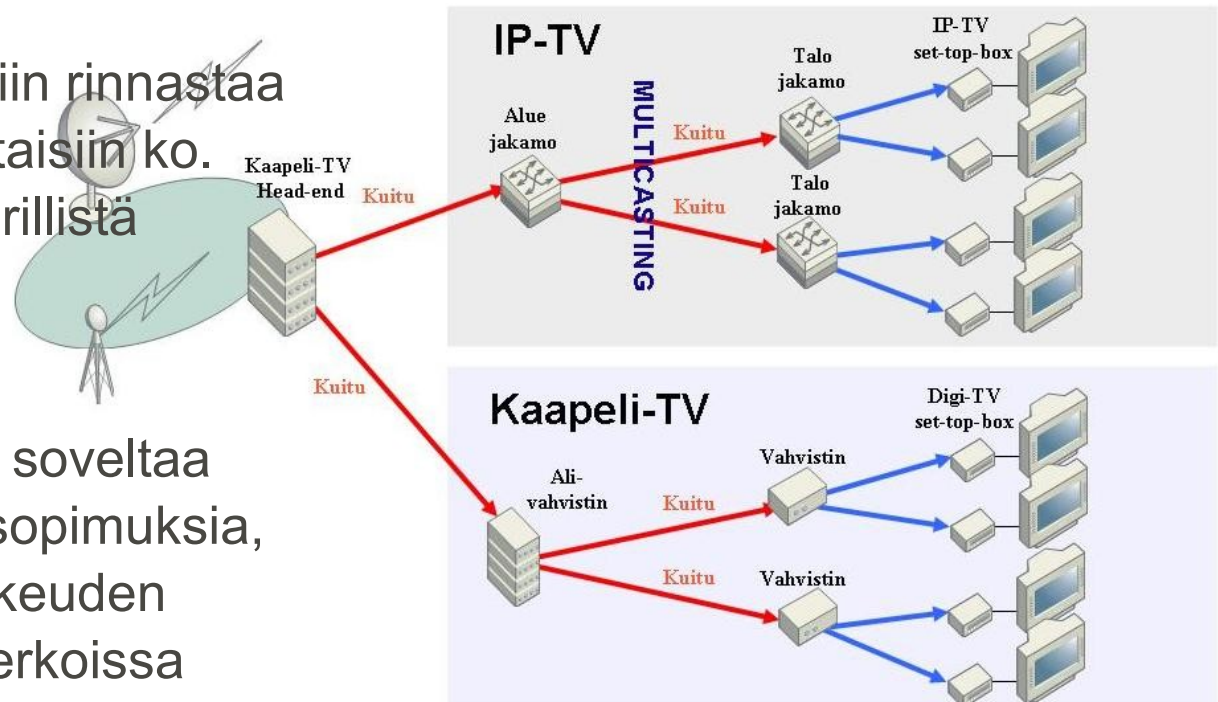 iin rinnastaa
taisiin ko.
rillistä
soveltaa
sopimuksia,
keuden
erkoissa
Kaapeli-TV
Head-end
Kuitu
Kuitu
IP-TV
Alue
jakamo
MULTICASTING
Kuitu
Kuitu
Talo
jakamo
Talo
jakamo
IP-TV
set-top-box
Kaapeli-TV
Ali-
vahvistin
Kuitu
Kuitu
Vahvistin
Vahvistin
Digi-TV
set-top-box